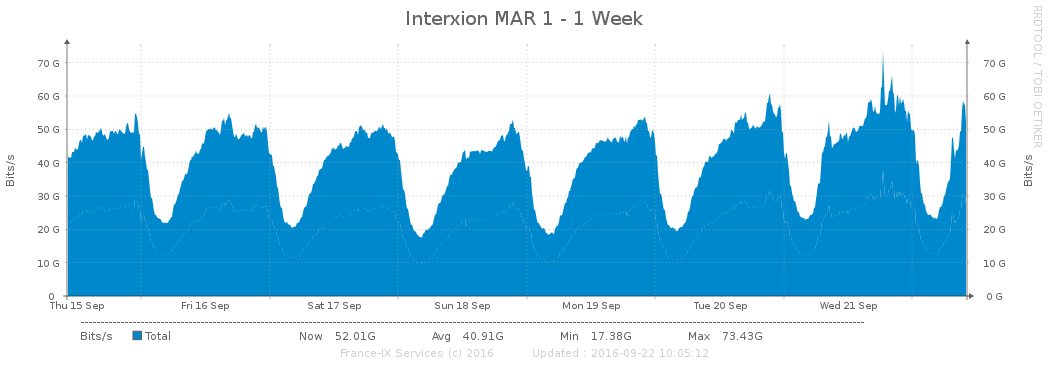 Interxion MAR 1 - 1 Week
RRDTOOL / TOBI OETIKER
Bits/s
70 G 70 G
60 G 60 G
50 G 50 G
40 G 40 G
30 G 30 G
20 G 20 G
10 G 10 G
0 0 G
Bits/s
Thu 15 Sep Fri 16 Sep Sat 17 Sep Sun 18 Sep Mon 19 Sep Tue 20 Sep Wed 21 Sep
Bits/s Total Now 52.01G Avg 40.91G Min 17.38G Max 73.43G
France-IX Services (c) 2016 Updated : 2016-09-22 10:05:12